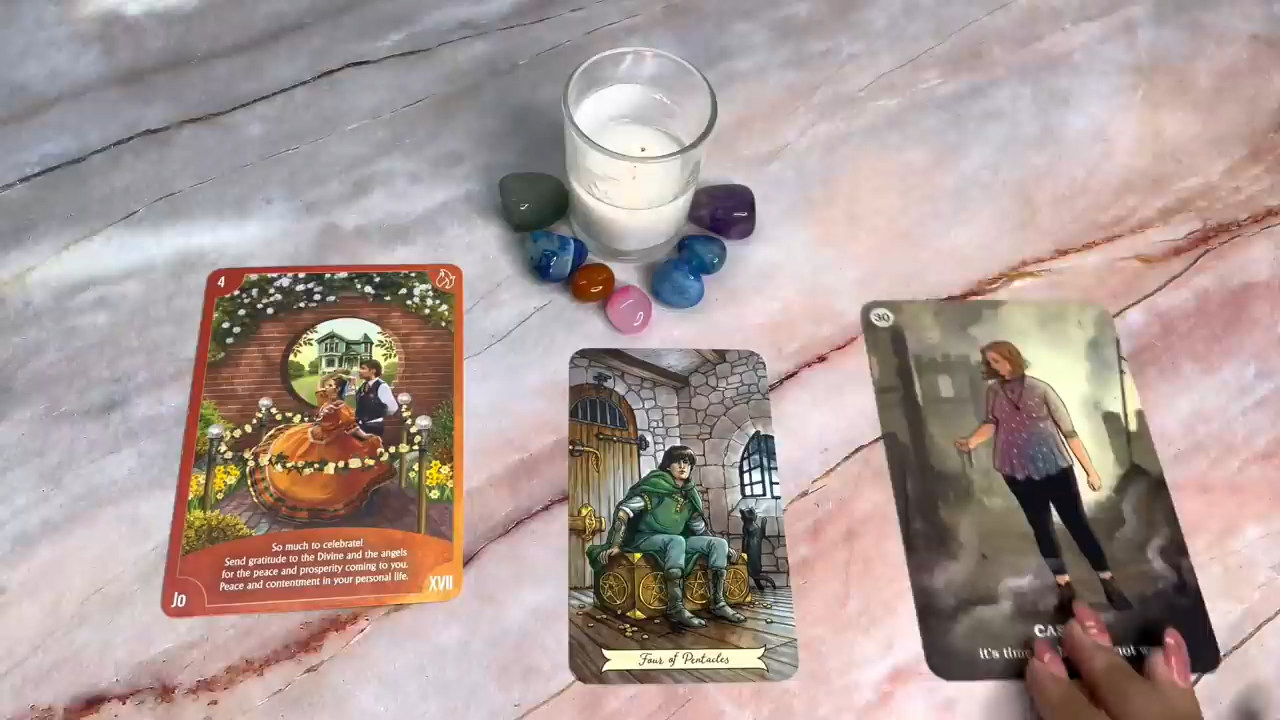 4
So much to celebrate!
Send gratitude to the Divine and the angels
for the peace and prosperity coming to you.
Peace and contentment in your personal life.
Jo
XVII
Four of Pentacles
30
it's